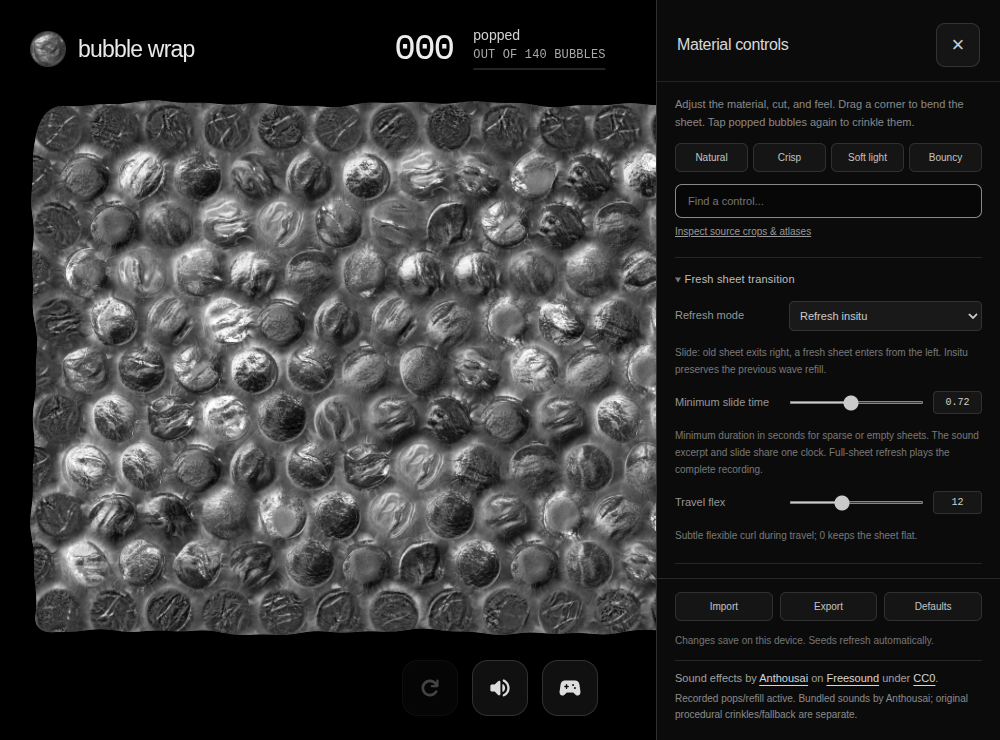 bubble wrap
000
popped
OUT OF 140 BUBBLES
Material controls
Adjust the material, cut, and feel. Drag a corner to bend the
sheet. Tap popped bubbles again to crinkle them.
Natural
Crisp
Soft light
Bouncy
Find a control...
Inspect source crops & atlases
Fresh sheet transition
Refresh mode
Refresh insitu
Slide: old sheet exits right, a fresh sheet enters from the left. Insitu
preserves the previous wave refill.
Minimum slide time
0.72
Minimum duration in seconds for sparse or empty sheets. The sound
excerpt and slide share one clock. Full-sheet refresh plays the
complete recording.
Travel flex
12
Subtle flexible curl during travel; 0 keeps the sheet flat.
Import
Export
Defaults
Changes save on this device. Seeds refresh automatically.
Sound effects by Anthousai on Freesound under CC0.
Recorded pops/refill active. Bundled sounds by Anthousai; original
procedural crinkles/fallback are separate.